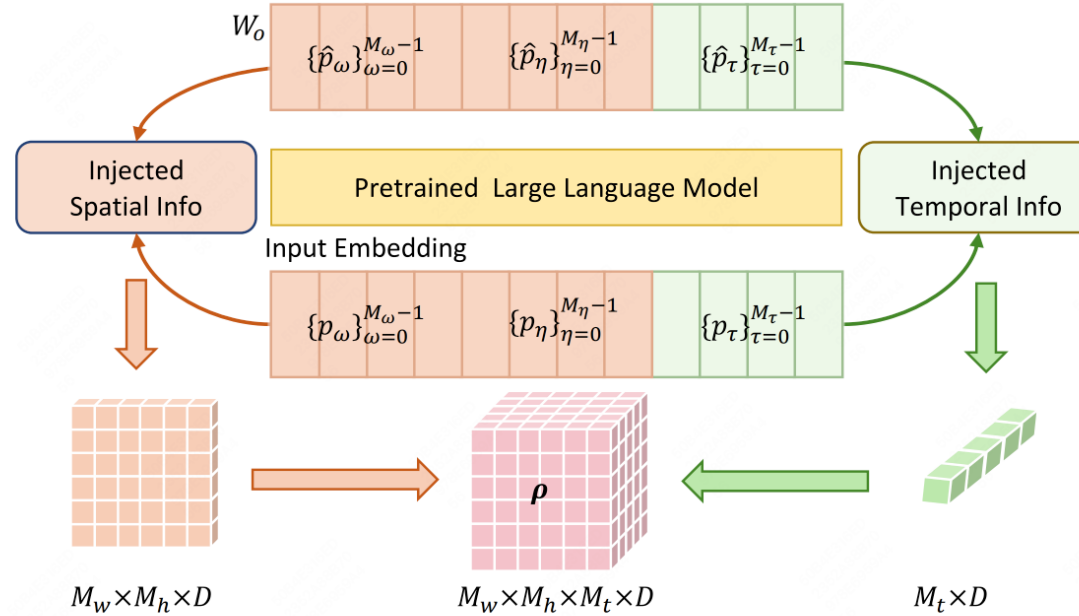 W_o
{p̂_ω}_{ω=0}^{M_ω−1} {p̂_η}_{η=0}^{M_η−1} {p̂_τ}_{τ=0}^{M_τ−1}
Injected
Spatial Info
Pretrained Large Language Model
Injected
Temporal Info
Input Embedding
{p_ω}_{ω=0}^{M_ω−1} {p_η}_{η=0}^{M_η−1} {p_τ}_{τ=0}^{M_τ−1}
ρ
M_w×M_h×D
M_w×M_h×M_t×D
M_t×D